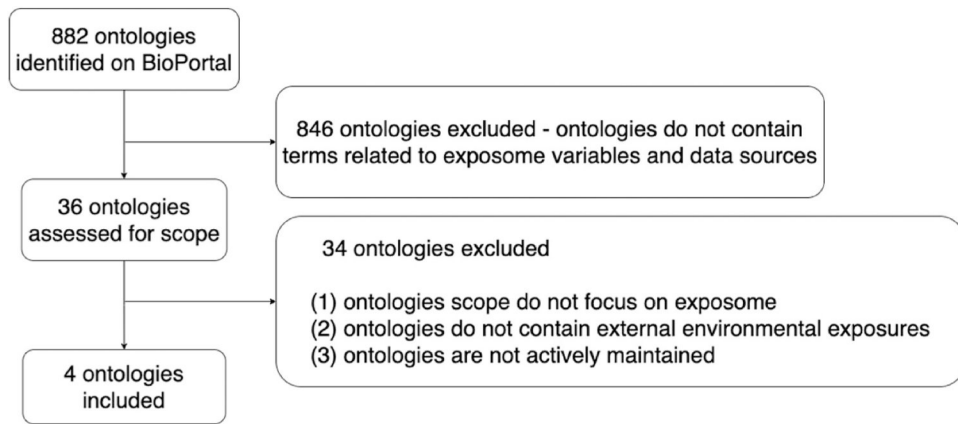 882 ontologies
identified on BioPortal
846 ontologies excluded - ontologies do not contain
terms related to exposome variables and data sources
36 ontologies
assessed for scope
34 ontologies excluded
(1) ontologies scope do not focus on exposome
(2) ontologies do not contain external environmental exposures
(3) ontologies are not actively maintained
4 ontologies
included